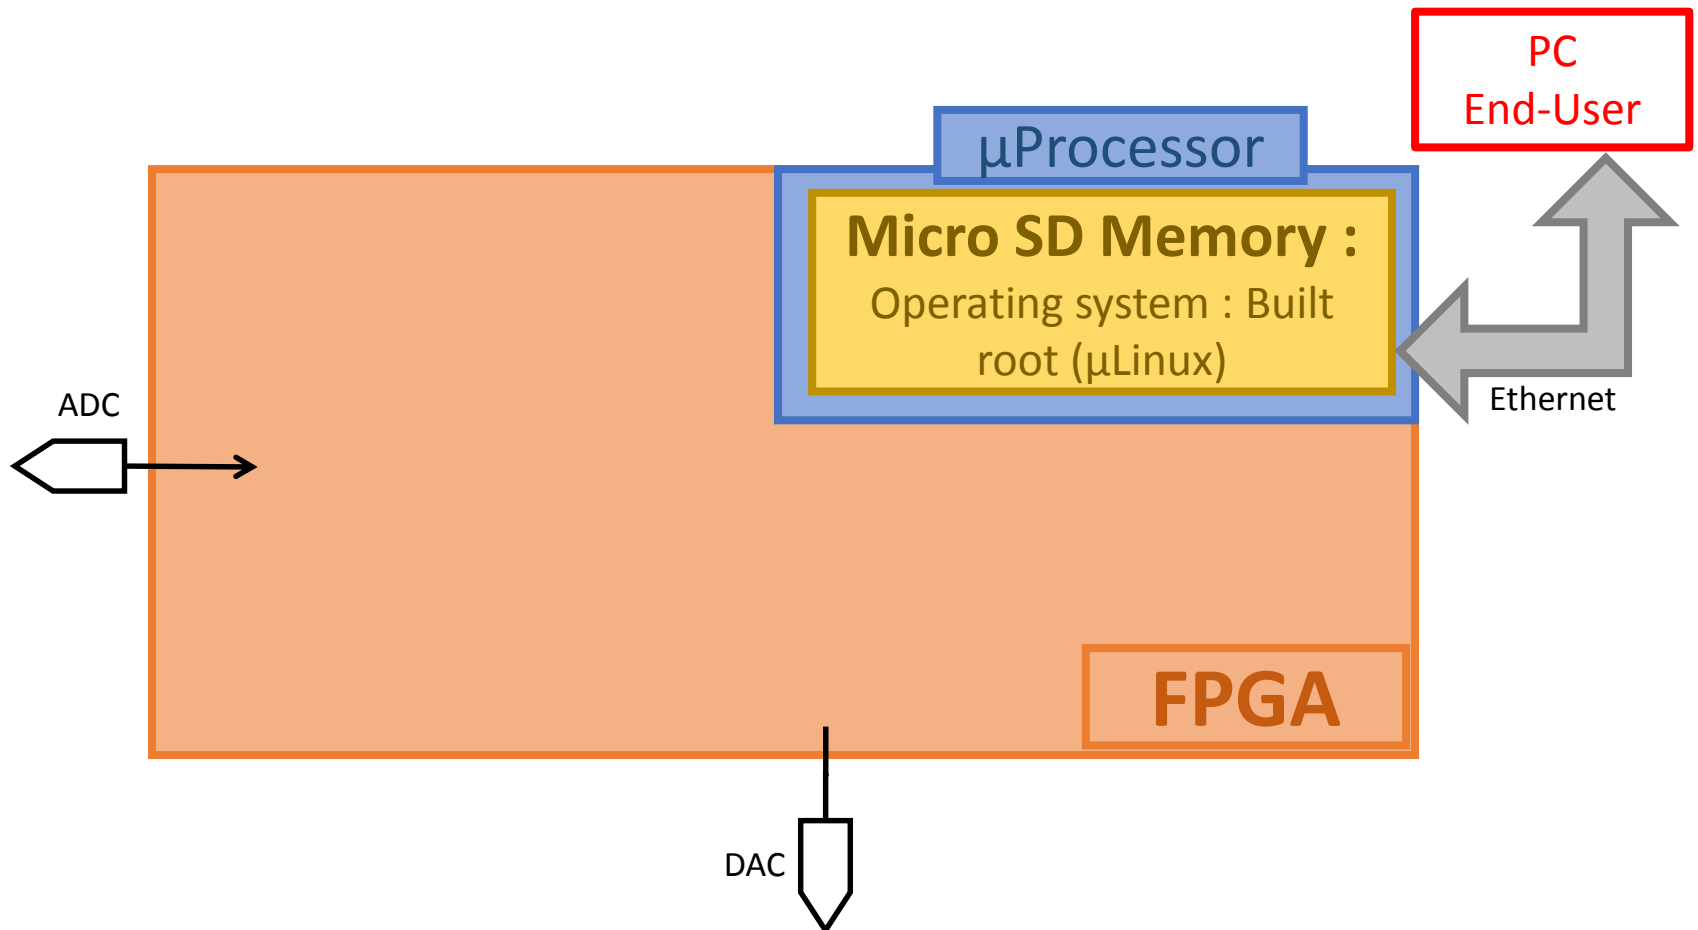 PC
End-User
µProcessor
Micro SD Memory :
Operating system : Built
root (µLinux)
Ethernet
ADC
FPGA
DAC